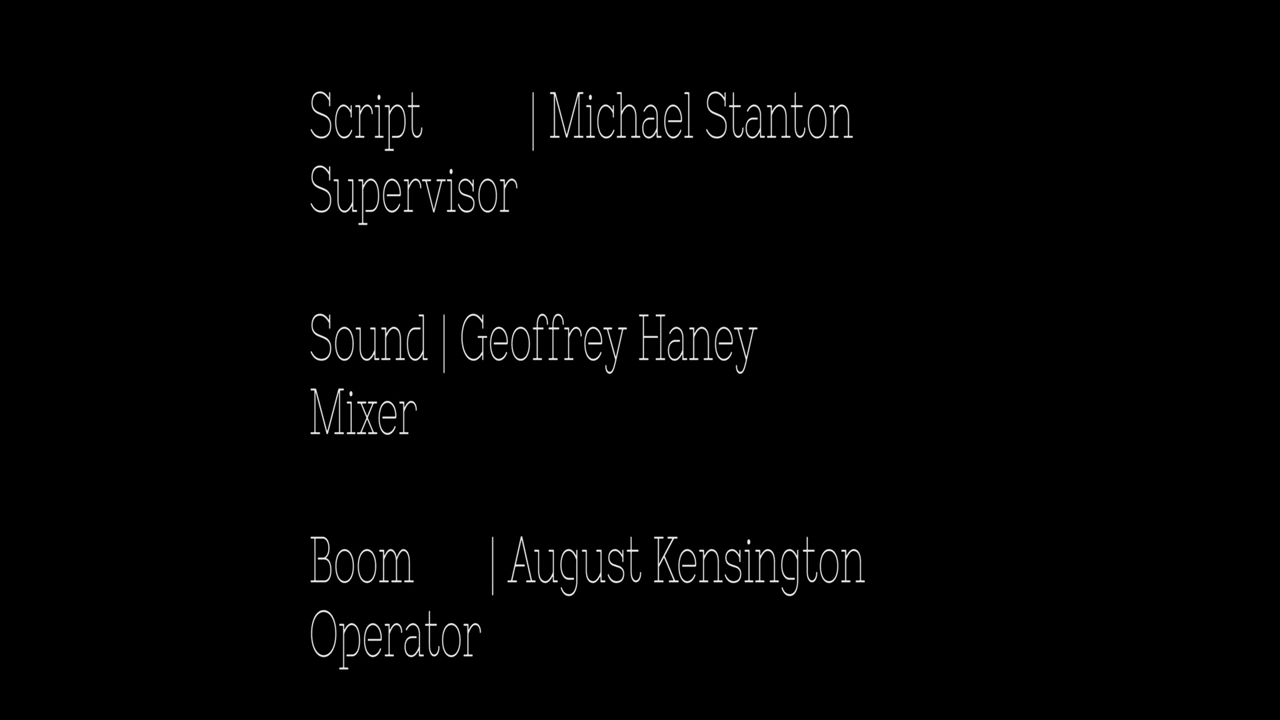 Script | Michael Stanton
Supervisor
Sound | Geoffrey Haney
Mixer
Boom | August Kensington
Operator